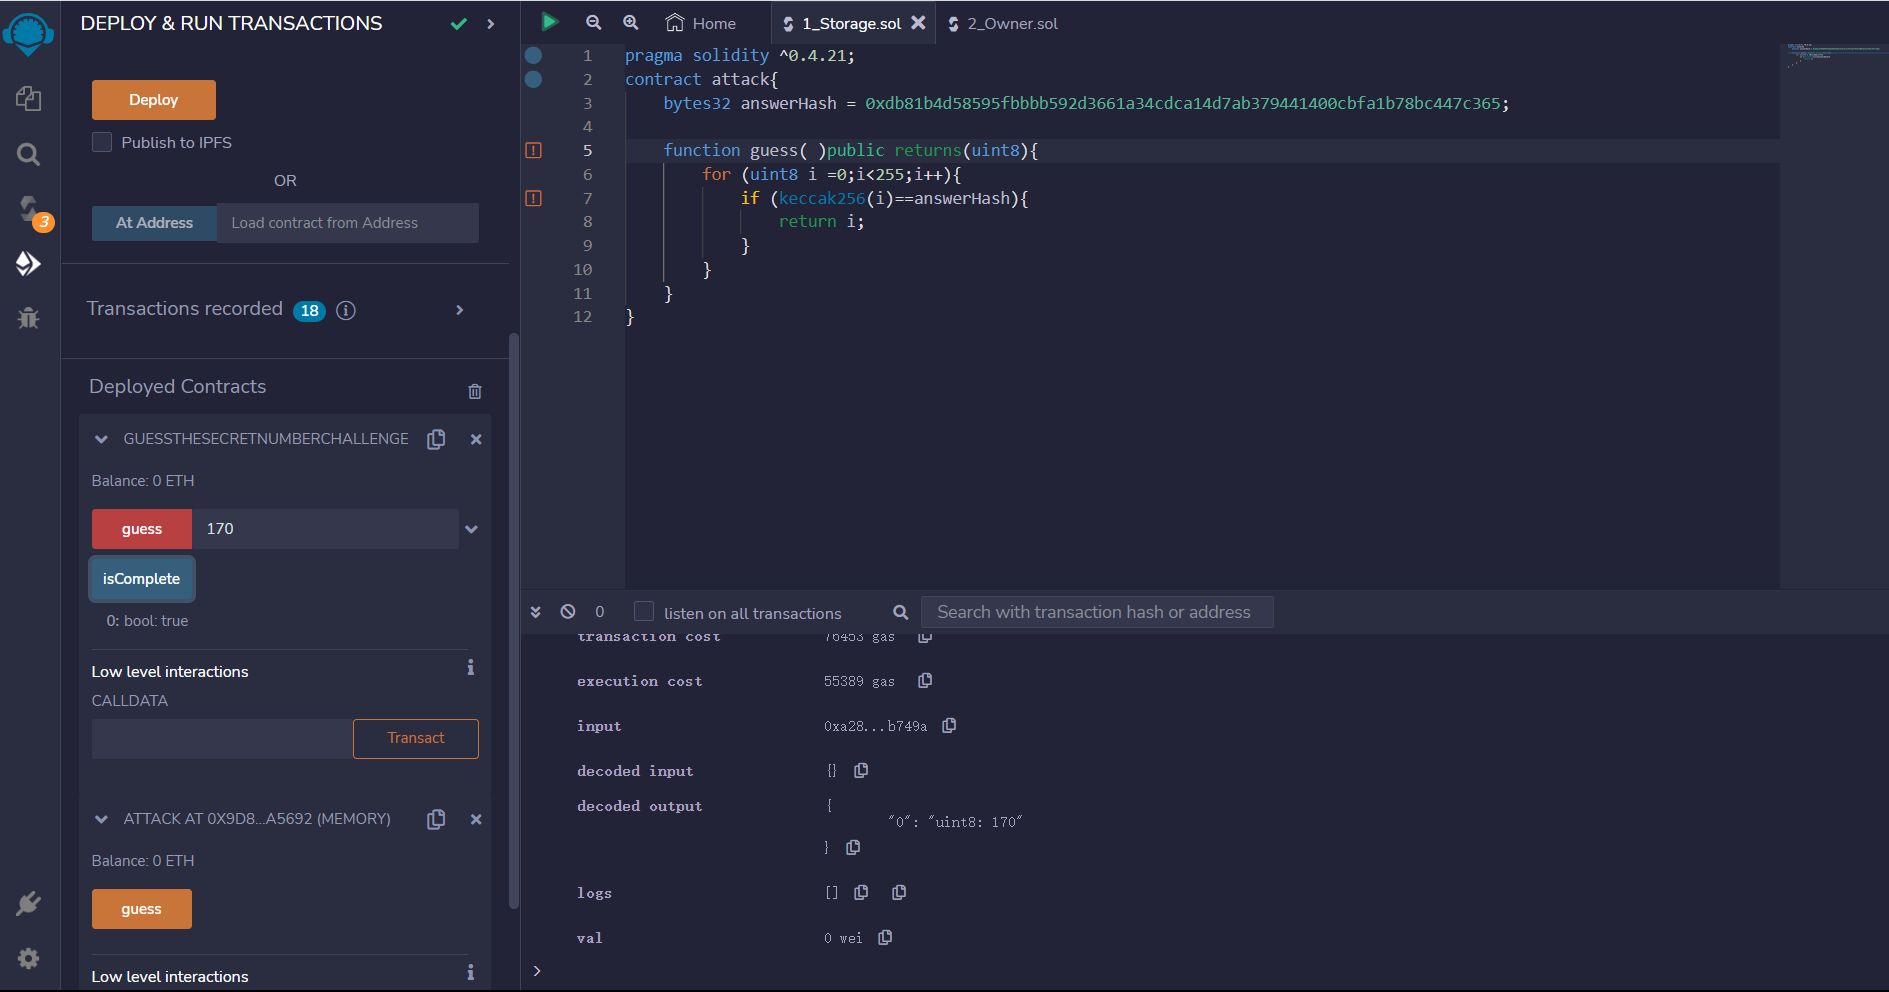 DEPLOY & RUN TRANSACTIONS
Deploy
Publish to IPFS
OR
At Address Load contract from Address
3
Transactions recorded 18 i
Deployed Contracts
GUESSTHESECRETNUMBERCHALLENGE
Balance: 0 ETH
guess 170
isComplete
0: bool: true
Low level interactions i
CALLDATA
Transact
ATTACK AT 0X9D8...A5692 (MEMORY)
Balance: 0 ETH
guess
Low level interactions i
Home 1_Storage.sol 2_Owner.sol
1 pragma solidity ^0.4.21;
2 contract attack{
3 bytes32 answerHash = 0xdb81b4d58595fbbbb592d3661a34cdca14d7ab379441400cbfa1b78bc447c365;
4
5 function guess( )public returns(uint8){
6 for (uint8 i =0;i<255;i++){
7 if (keccak256(i)==answerHash){
8 return i;
9 }
10 }
11 }
12 }
0 listen on all transactions Search with transaction hash or address
transaction cost 76453 gas
execution cost 55389 gas
input 0xa28...b749a
decoded input {}
decoded output {
"0": "uint8: 170"
}
logs []
val 0 wei
>